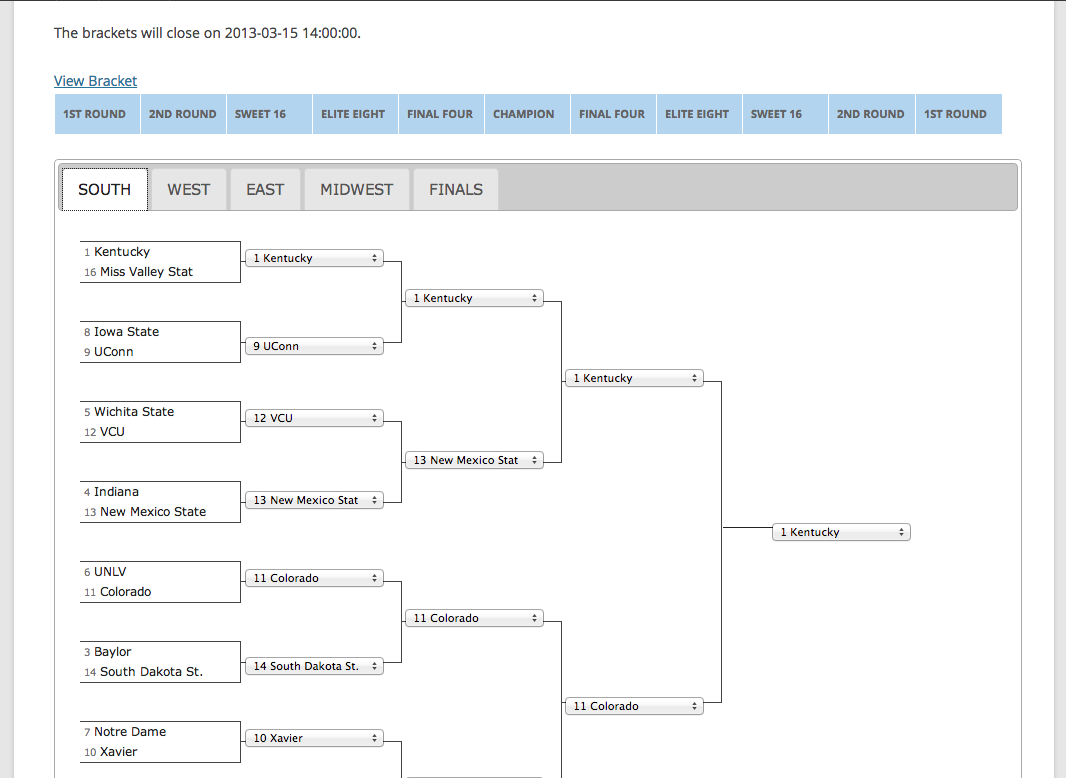 The brackets will close on 2013-03-15 14:00:00.
View Bracket
1ST ROUND 2ND ROUND SWEET 16 ELITE EIGHT FINAL FOUR CHAMPION FINAL FOUR ELITE EIGHT SWEET 16 2ND ROUND 1ST ROUND
SOUTH WEST EAST MIDWEST FINALS
1 Kentucky
16 Miss Valley Stat
1 Kentucky
1 Kentucky
8 Iowa State
9 UConn
9 UConn
1 Kentucky
5 Wichita State
12 VCU
12 VCU
13 New Mexico Stat
4 Indiana
13 New Mexico State
13 New Mexico Stat
1 Kentucky
6 UNLV
11 Colorado
11 Colorado
11 Colorado
3 Baylor
14 South Dakota St.
14 South Dakota St.
11 Colorado
7 Notre Dame
10 Xavier
10 Xavier